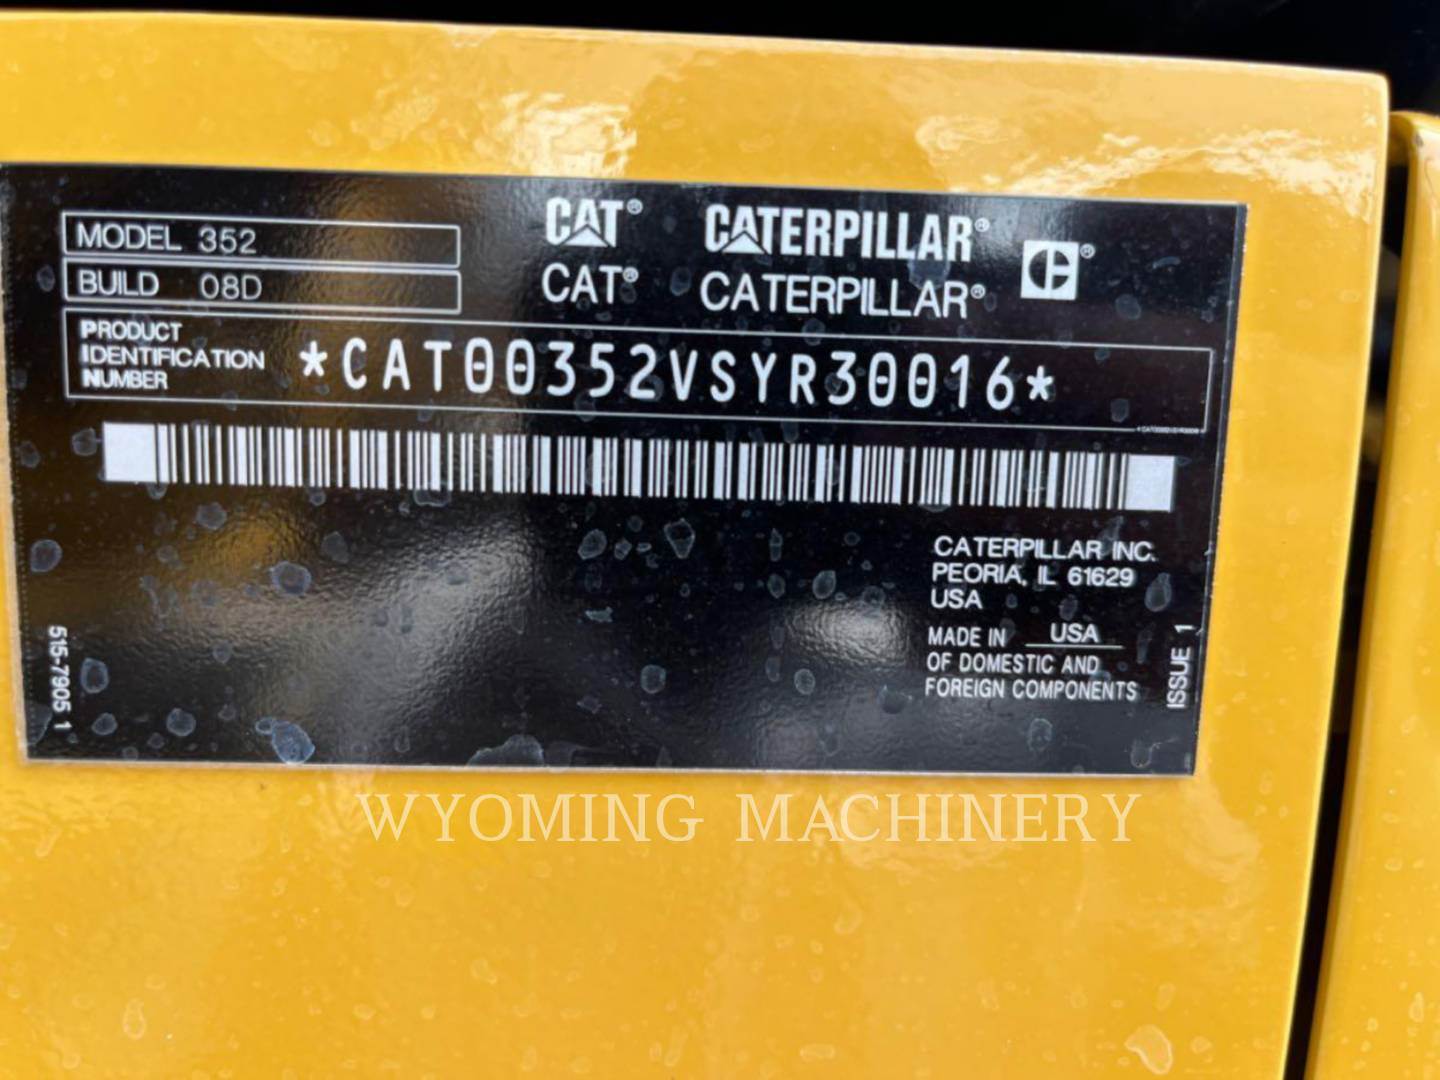 MODEL 352
BUILD 08D
CAT® CATERPILLAR®
CAT® CATERPILLAR®
PRODUCT
IDENTIFICATION
NUMBER
*CAT00352VSYR30016*
CATERPILLAR INC.
PEORIA, IL 61629
USA
MADE IN USA
OF DOMESTIC AND
FOREIGN COMPONENTS
ISSUE 1
515-7905 1
WYOMING MACHINERY